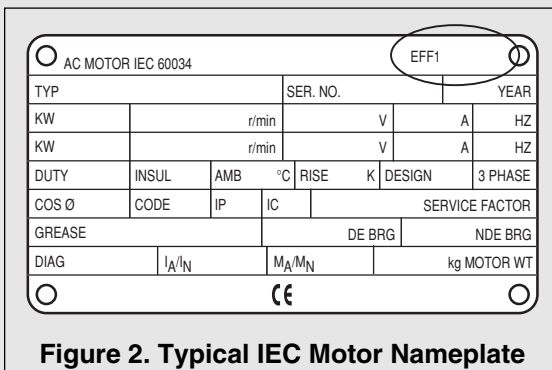 AC MOTOR IEC 60034 EFF1
TYP SER. NO. YEAR
KW r/min V A HZ
KW r/min V A HZ
DUTY INSUL AMB °C RISE K DESIGN 3 PHASE
COS Ø CODE IP IC SERVICE FACTOR
GREASE DE BRG NDE BRG
DIAG IA/IN MA/MN kg MOTOR WT
CE
Figure 2. Typical IEC Motor Nameplate